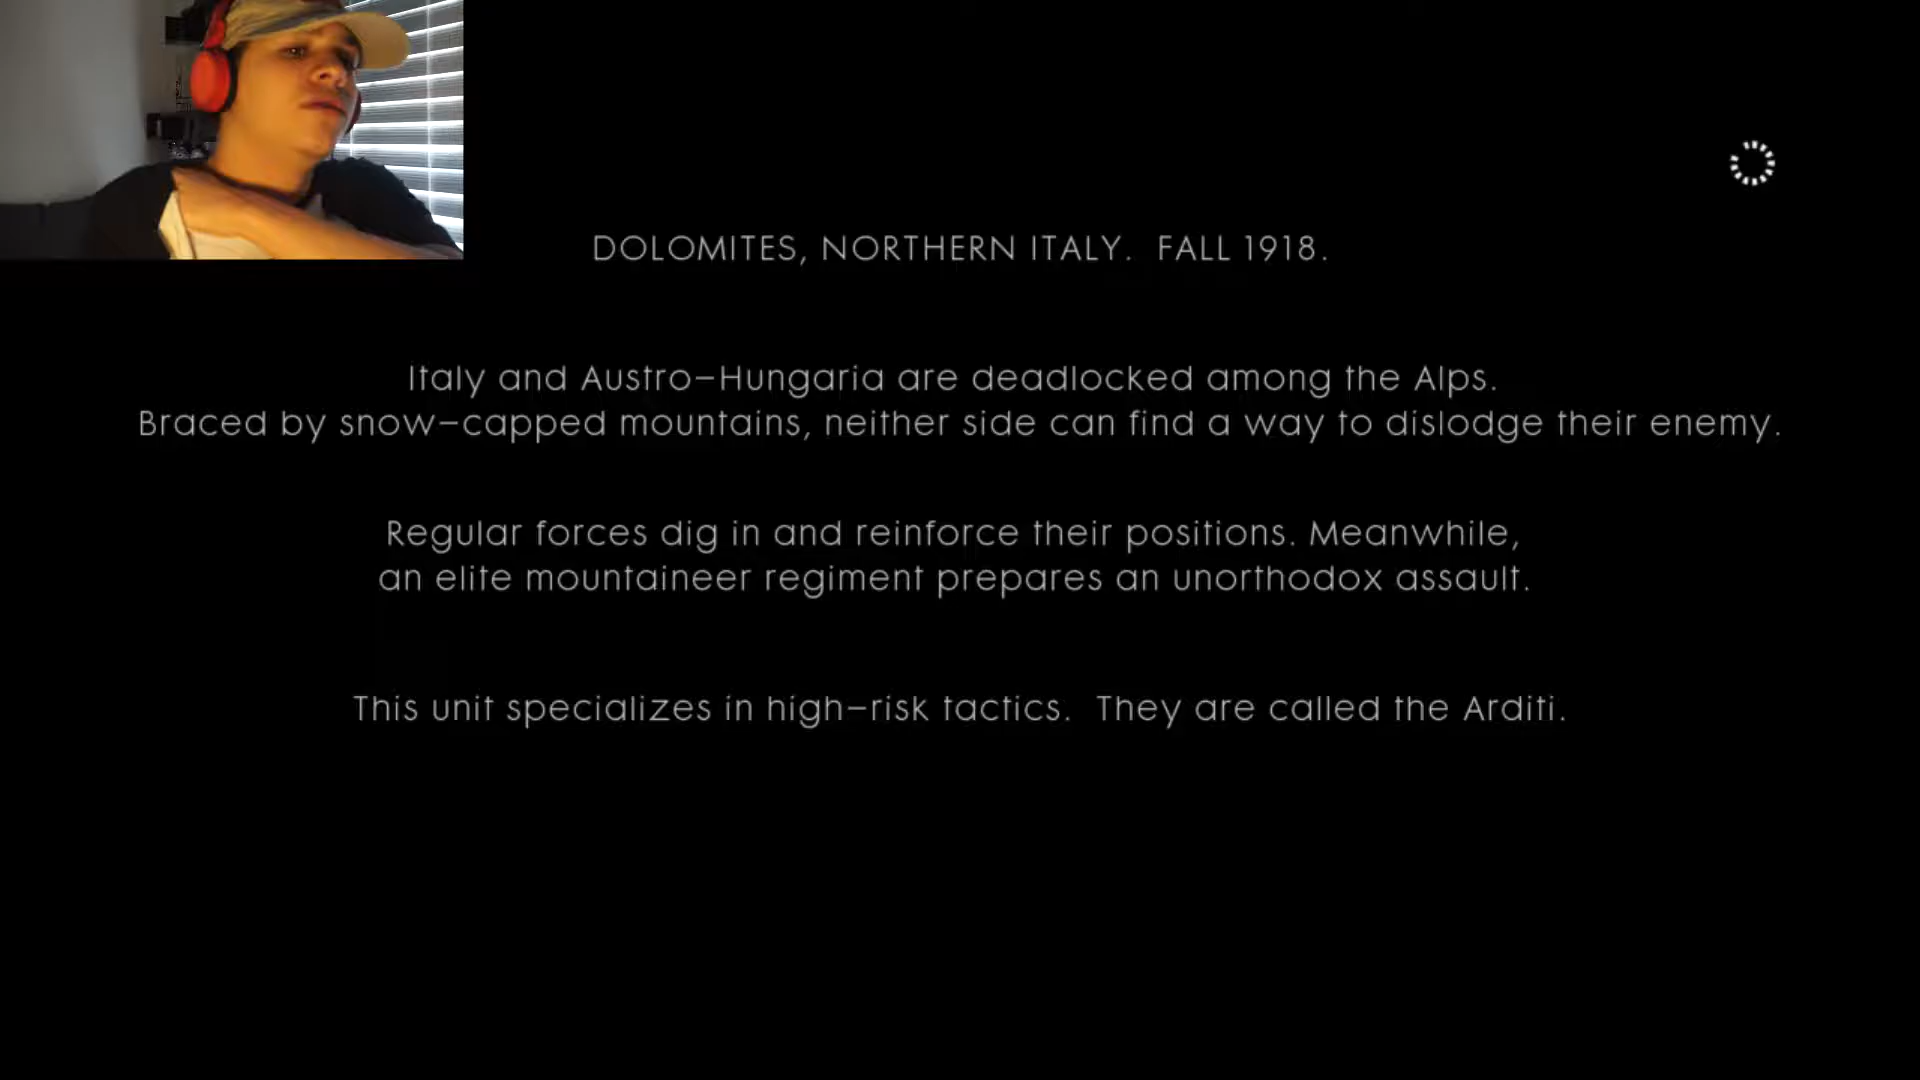 DOLOMITES, NORTHERN ITALY. FALL 1918.
Italy and Austro-Hungaria are deadlocked among the Alps.
Braced by snow-capped mountains, neither side can find a way to dislodge their enemy.
Regular forces dig in and reinforce their positions. Meanwhile,
an elite mountaineer regiment prepares an unorthodox assault.
This unit specializes in high-risk tactics. They are called the Arditi.